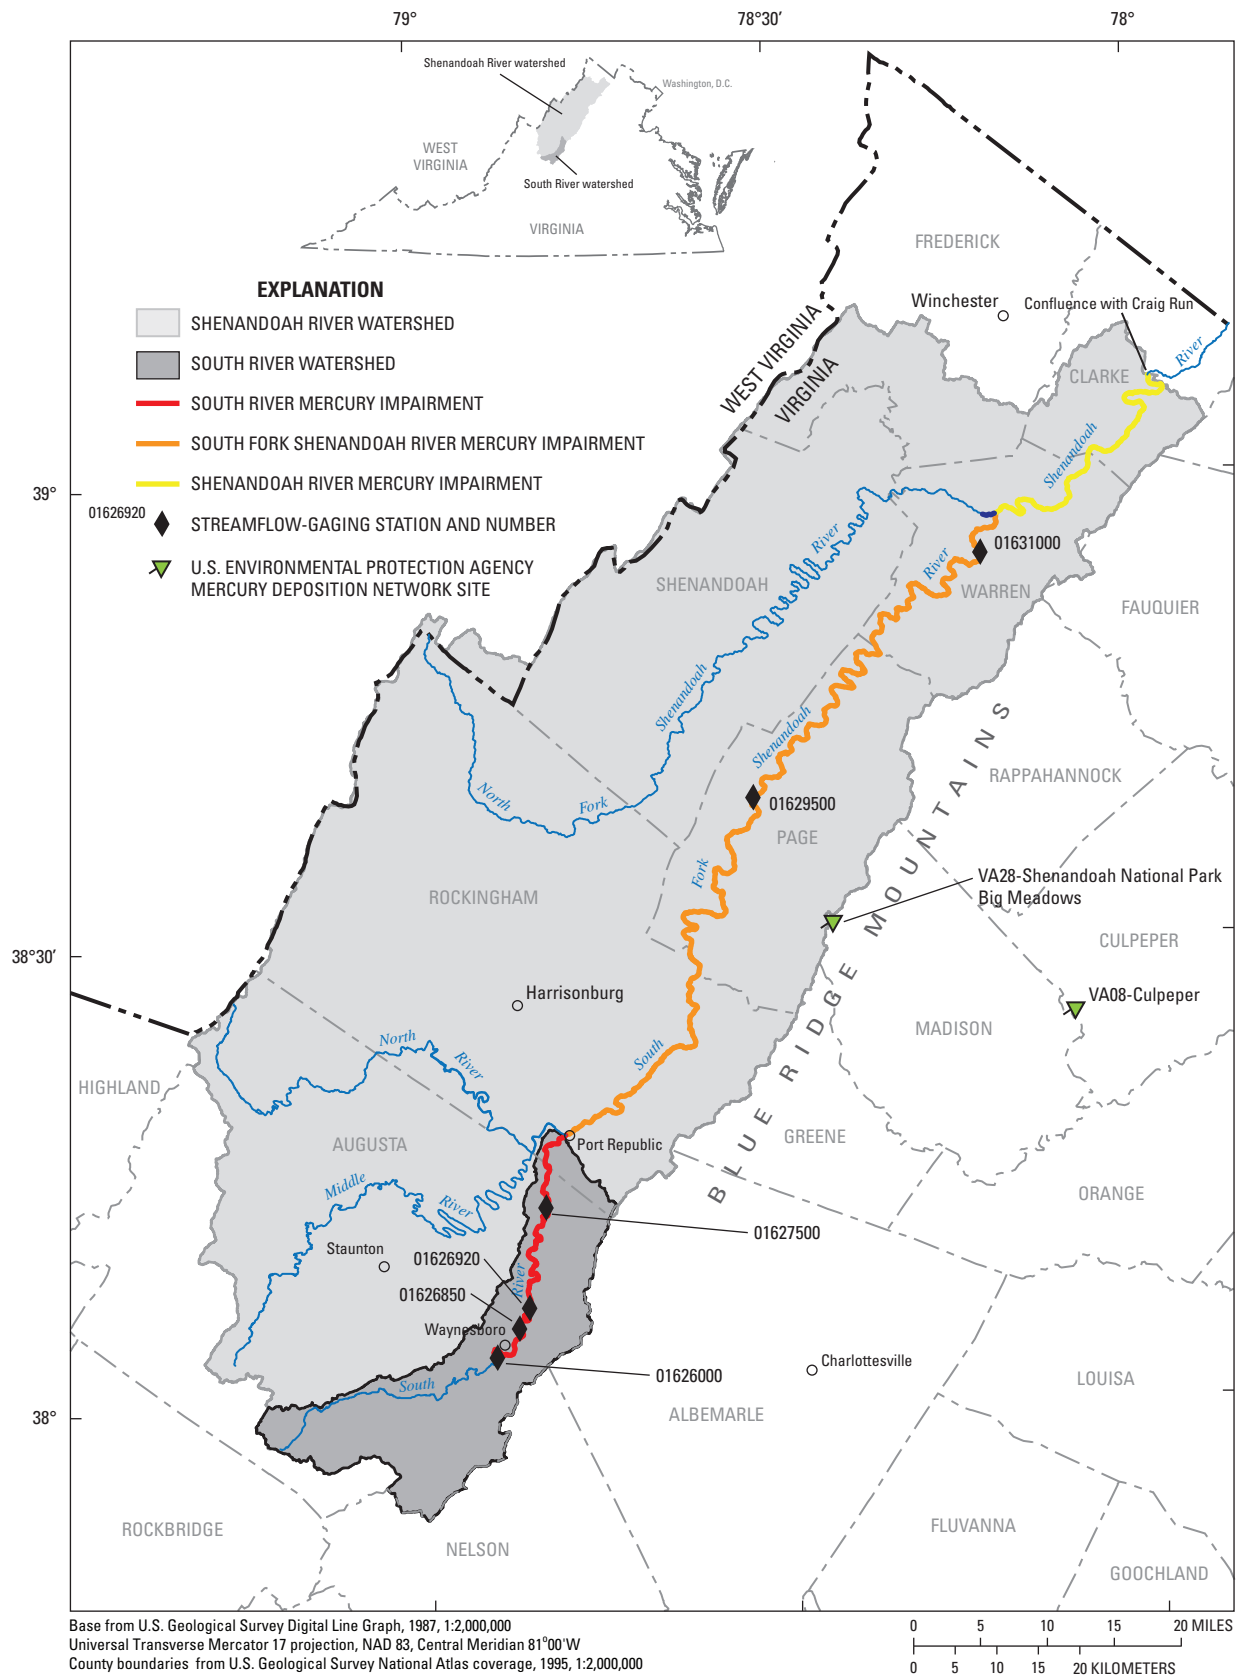 79°
78°30′
78°
Shenandoah River watershed
Washington, D.C.
WEST
VIRGINIA
South River watershed
VIRGINIA
FREDERICK
EXPLANATION
SHENANDOAH RIVER WATERSHED
SOUTH RIVER WATERSHED
SOUTH RIVER MERCURY IMPAIRMENT
SOUTH FORK SHENANDOAH RIVER MERCURY IMPAIRMENT
SHENANDOAH RIVER MERCURY IMPAIRMENT
01626920
STREAMFLOW-GAGING STATION AND NUMBER
U.S. ENVIRONMENTAL PROTECTION AGENCY
MERCURY DEPOSITION NETWORK SITE
Winchester
Confluence with Craig Run
River
WEST VIRGINIA
VIRGINIA
CLARKE
Shenandoah
39°
River
01631000
River
SHENANDOAH
WARREN
FAUQUIER
Shenandoah
Shenandoah
RAPPAHANNOCK
North
Fork
01629500
PAGE
Fork
VA28-Shenandoah National Park
Big Meadows
ROCKINGHAM
CULPEPER
38°30′
Harrisonburg
VA08-Culpeper
MADISON
BLUE RIDGE MOUNTAINS
North
River
South
HIGHLAND
GREENE
AUGUSTA
Port Republic
Middle
River
ORANGE
01627500
Staunton
01626920
River
01626850
Waynesboro
Charlottesville
01626000
South
ALBEMARLE
LOUISA
38°
ROCKBRIDGE
NELSON
FLUVANNA
GOOCHLAND
Base from U.S. Geological Survey Digital Line Graph, 1987, 1:2,000,000
Universal Transverse Mercator 17 projection, NAD 83, Central Meridian 81°00'W
County boundaries from U.S. Geological Survey National Atlas coverage, 1995, 1:2,000,000
0 5 10 15 20 MILES
0 5 10 15 20 KILOMETERS